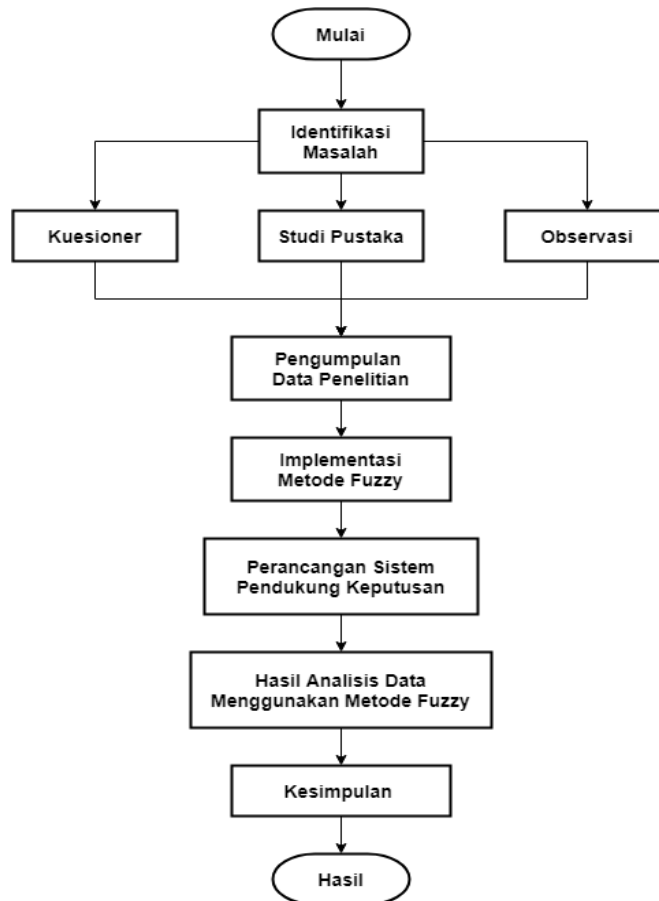 Mulai
Identifikasi
Masalah
Kuesioner
Studi Pustaka
Observasi
Pengumpulan
Data Penelitian
Implementasi
Metode Fuzzy
Perancangan Sistem
Pendukung Keputusan
Hasil Analisis Data
Menggunakan Metode Fuzzy
Kesimpulan
Hasil